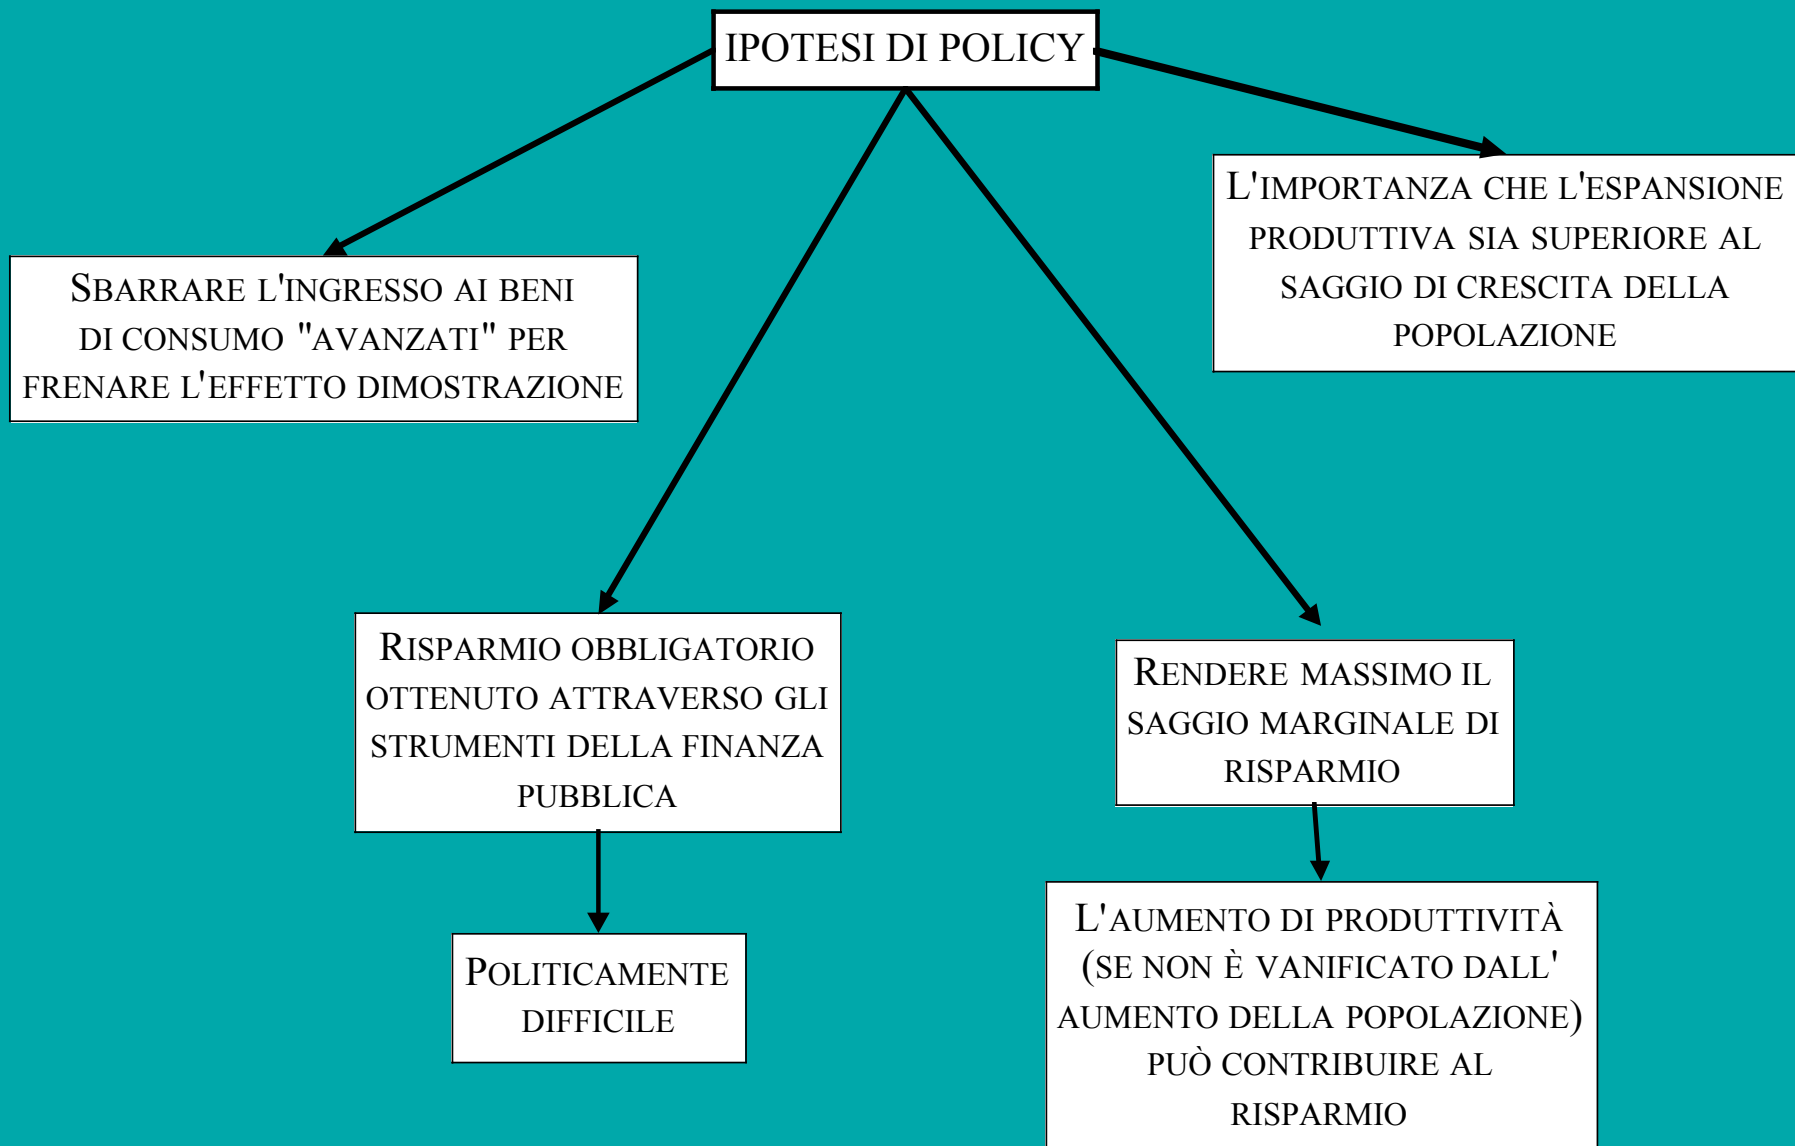 IPOTESI DI POLICY
L'IMPORTANZA CHE L'ESPANSIONE
PRODUTTIVA SIA SUPERIORE AL
SAGGIO DI CRESCITA DELLA
POPOLAZIONE
SBARRARE L'INGRESSO AI BENI
DI CONSUMO "AVANZATI" PER
FRENARE L'EFFETTO DIMOSTRAZIONE
RISPARMIO OBBLIGATORIO
OTTENUTO ATTRAVERSO GLI
STRUMENTI DELLA FINANZA
PUBBLICA
RENDERE MASSIMO IL
SAGGIO MARGINALE DI
RISPARMIO
POLITICAMENTE
DIFFICILE
L'AUMENTO DI PRODUTTIVITÀ
(SE NON È VANIFICATO DALL'
AUMENTO DELLA POPOLAZIONE)
PUÒ CONTRIBUIRE AL
RISPARMIO